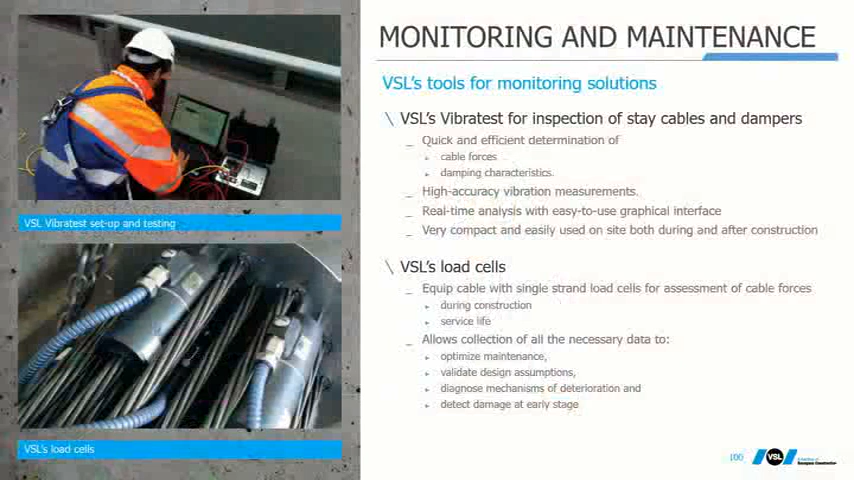 MONITORING AND MAINTENANCE
VSL's tools for monitoring solutions
\ VSL's Vibratest for inspection of stay cables and dampers
_ Quick and efficient determination of
▸ cable forces
▸ damping characteristics.
_ High-accuracy vibration measurements.
_ Real-time analysis with easy-to-use graphical interface
_ Very compact and easily used on site both during and after construction
\ VSL's load cells
_ Equip cable with single strand load cells for assessment of cable forces
▸ during construction
▸ service life
_ Allows collection of all the necessary data to:
▸ optimize maintenance,
▸ validate design assumptions,
▸ diagnose mechanisms of deterioration and
▸ detect damage at early stage
VSL Vibratest set-up and testing
VSL's load cells
VSL